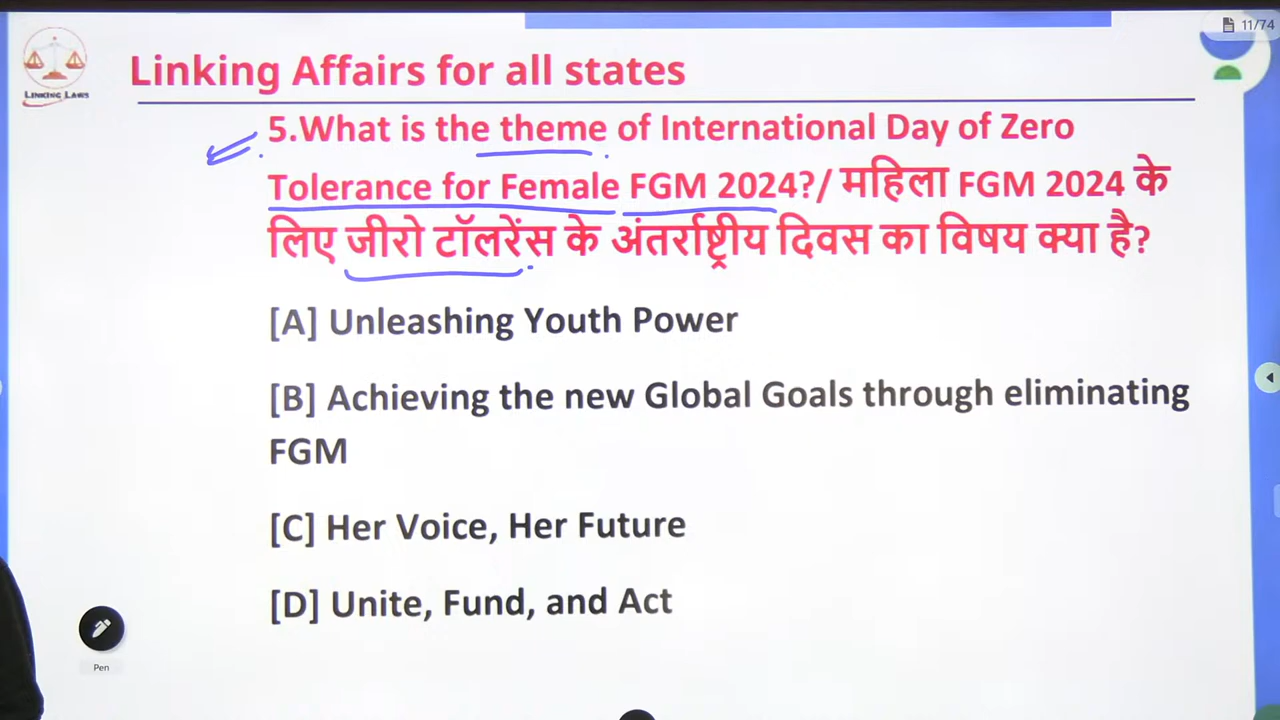 11/74
LINKING LAWS
Linking Affairs for all states
5.What is the theme of International Day of Zero
Tolerance for Female FGM 2024?/ महिला FGM 2024 के
लिए जीरो टॉलरेंस के अंतर्राष्ट्रीय दिवस का विषय क्या है?
[A] Unleashing Youth Power
[B] Achieving the new Global Goals through eliminating
FGM
[C] Her Voice, Her Future
[D] Unite, Fund, and Act
Pen